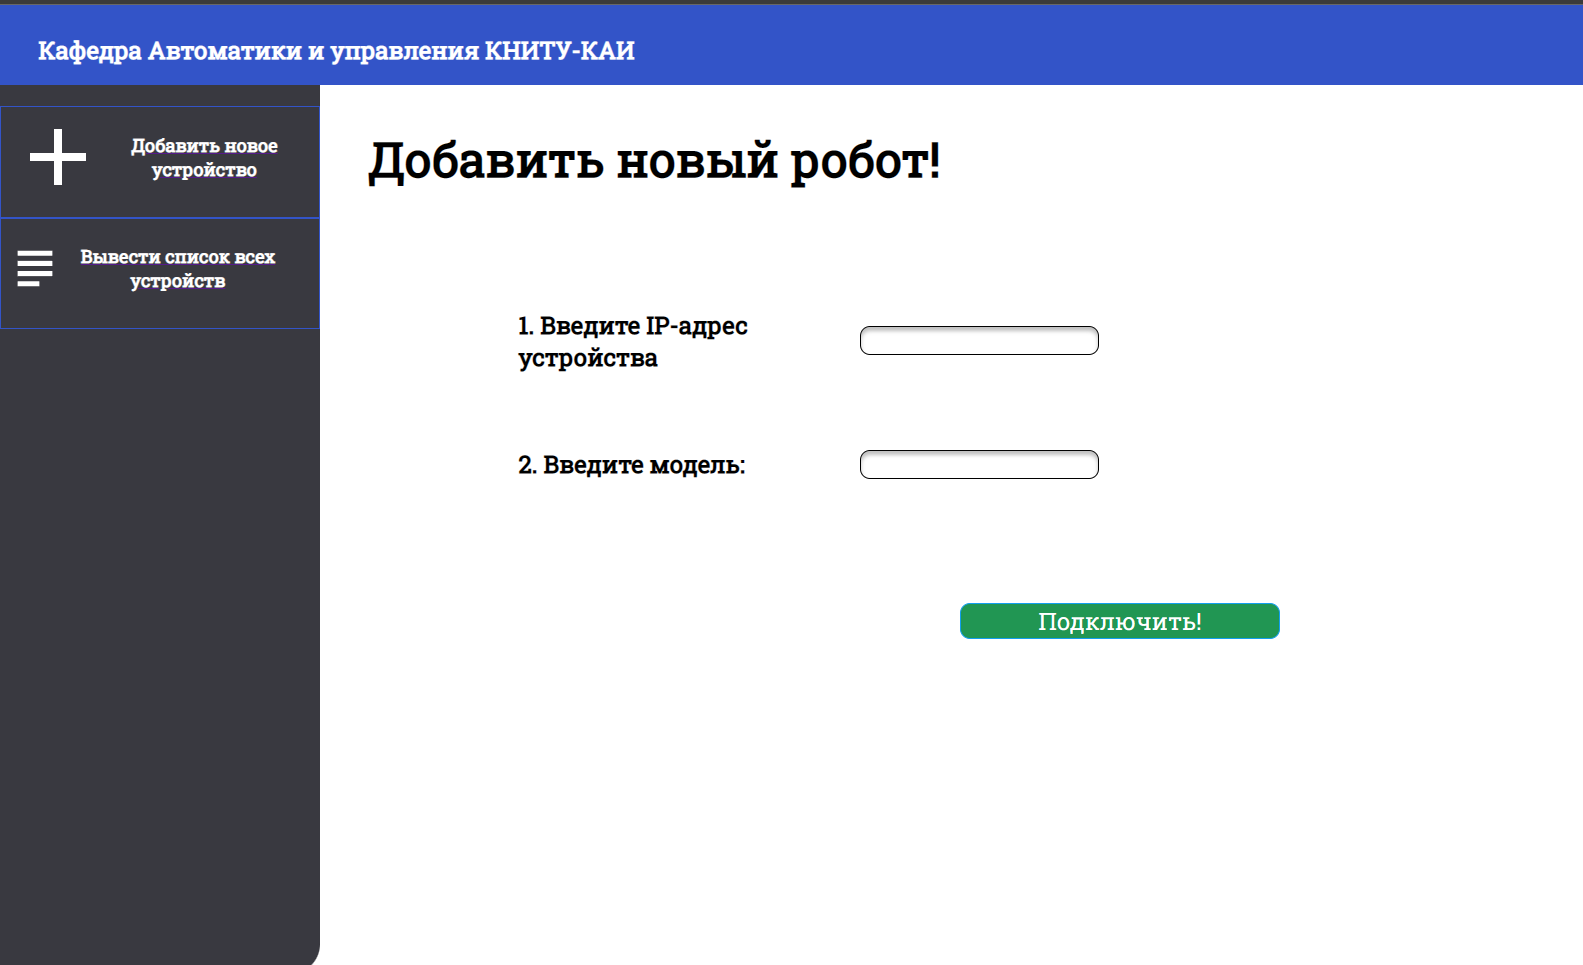 Кафедра Автоматики и управления КНИТУ-КАИ
Добавить новое
устройство
Вывести список всех
устройств
Добавить новый робот!
1. Введите IP-адрес
устройства
2. Введите модель:
Подключить!